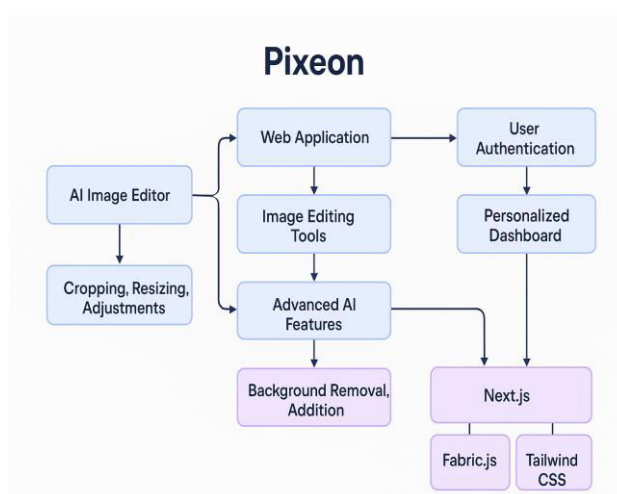 Pixeon
Web Application
User
Authentication
AI Image Editor
Image Editing
Tools
Personalized
Dashboard
Cropping, Resizing,
Adjustments
Advanced AI
Features
Background Removal,
Addition
Next.js
Fabric.js
Tailwind
CSS